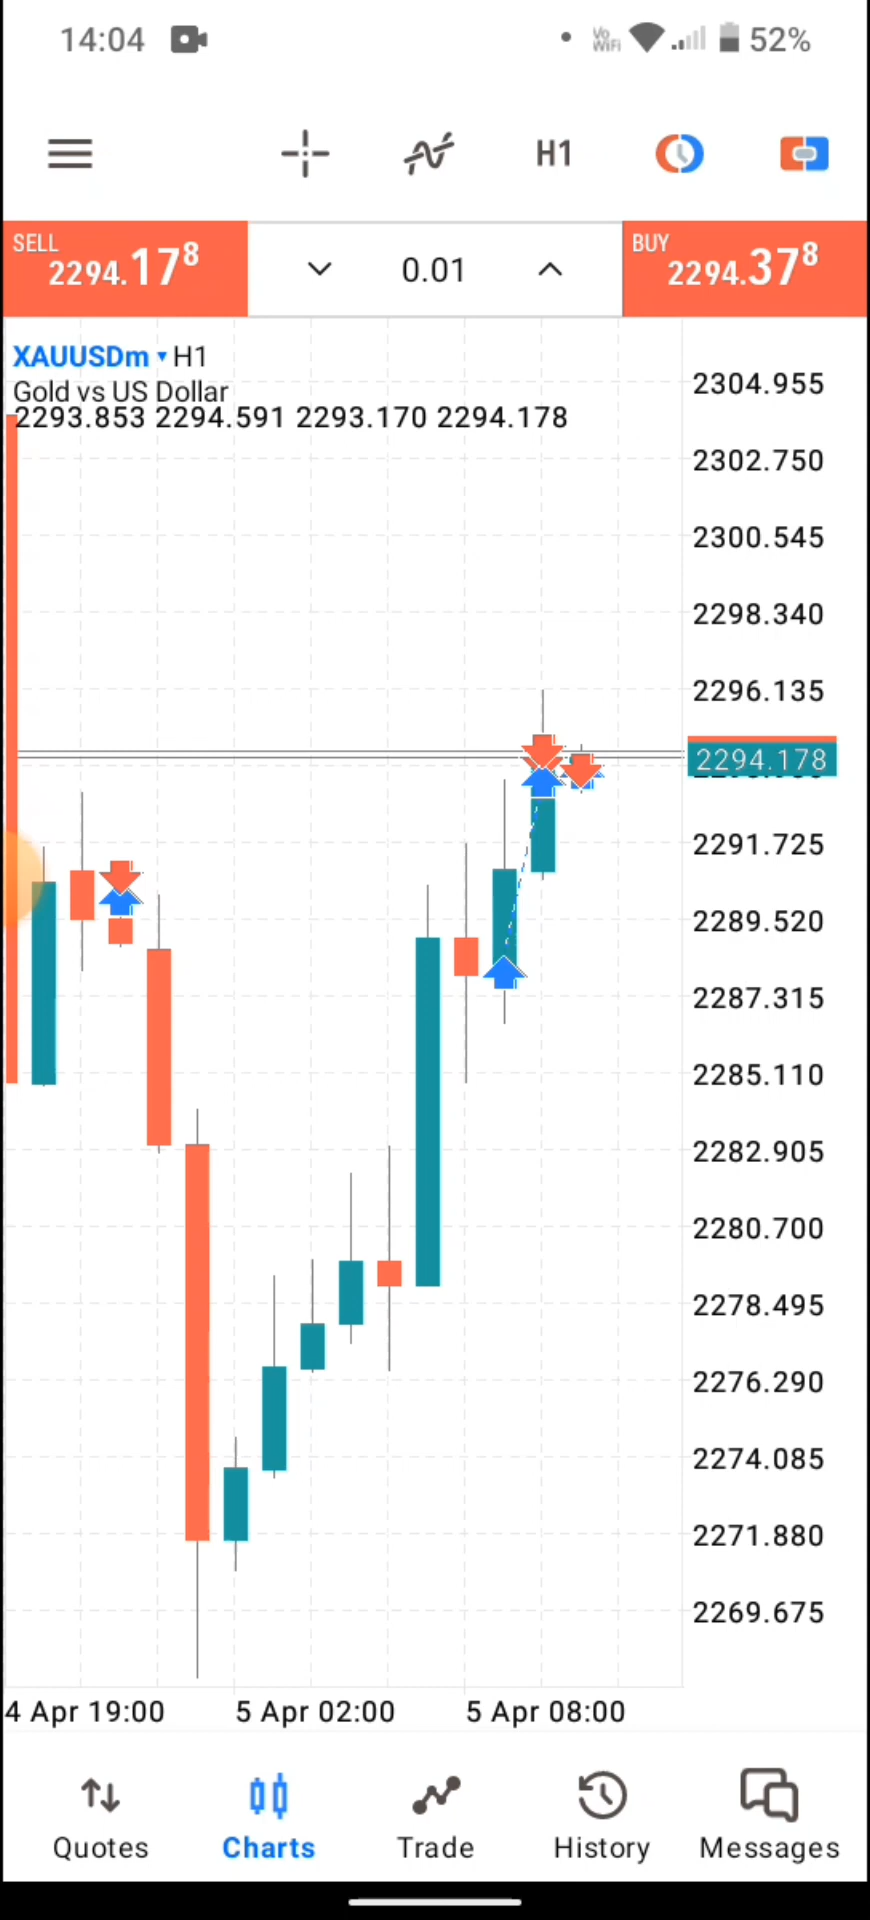 14:04
Vo WiFi
52%
H1
SELL
2294.178
0.01
BUY
2294.378
XAUUSDm H1
Gold vs US Dollar
2293.853 2294.591 2293.170 2294.178
2304.955
2302.750
2300.545
2298.340
2296.135
2294.178
2291.725
2289.520
2287.315
2285.110
2282.905
2280.700
2278.495
2276.290
2274.085
2271.880
2269.675
4 Apr 19:00
5 Apr 02:00
5 Apr 08:00
Quotes
Charts
Trade
History
Messages